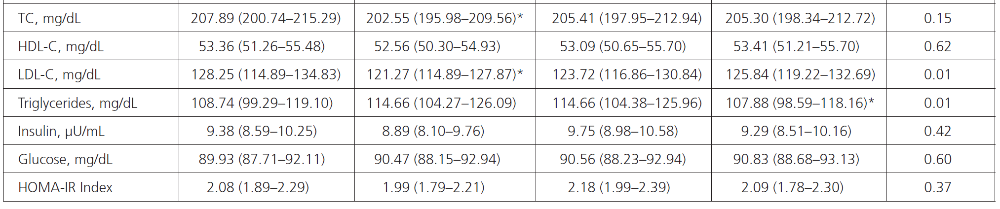 TC, mg/dL 207.89 (200.74–215.29) 202.55 (195.98–209.56)* 205.41 (197.95–212.94) 205.30 (198.34–212.72) 0.15
HDL-C, mg/dL 53.36 (51.26–55.48) 52.56 (50.30–54.93) 53.09 (50.65–55.70) 53.41 (51.21–55.70) 0.62
LDL-C, mg/dL 128.25 (114.89–134.83) 121.27 (114.89–127.87)* 123.72 (116.86–130.84) 125.84 (119.22–132.69) 0.01
Triglycerides, mg/dL 108.74 (99.29–119.10) 114.66 (104.27–126.09) 114.66 (104.38–125.96) 107.88 (98.59–118.16)* 0.01
Insulin, µU/mL 9.38 (8.59–10.25) 8.89 (8.10–9.76) 9.75 (8.98–10.58) 9.29 (8.51–10.16) 0.42
Glucose, mg/dL 89.93 (87.71–92.11) 90.47 (88.15–92.94) 90.56 (88.23–92.94) 90.83 (88.68–93.13) 0.60
HOMA-IR Index 2.08 (1.89–2.29) 1.99 (1.79–2.21) 2.18 (1.99–2.39) 2.09 (1.78–2.30) 0.37